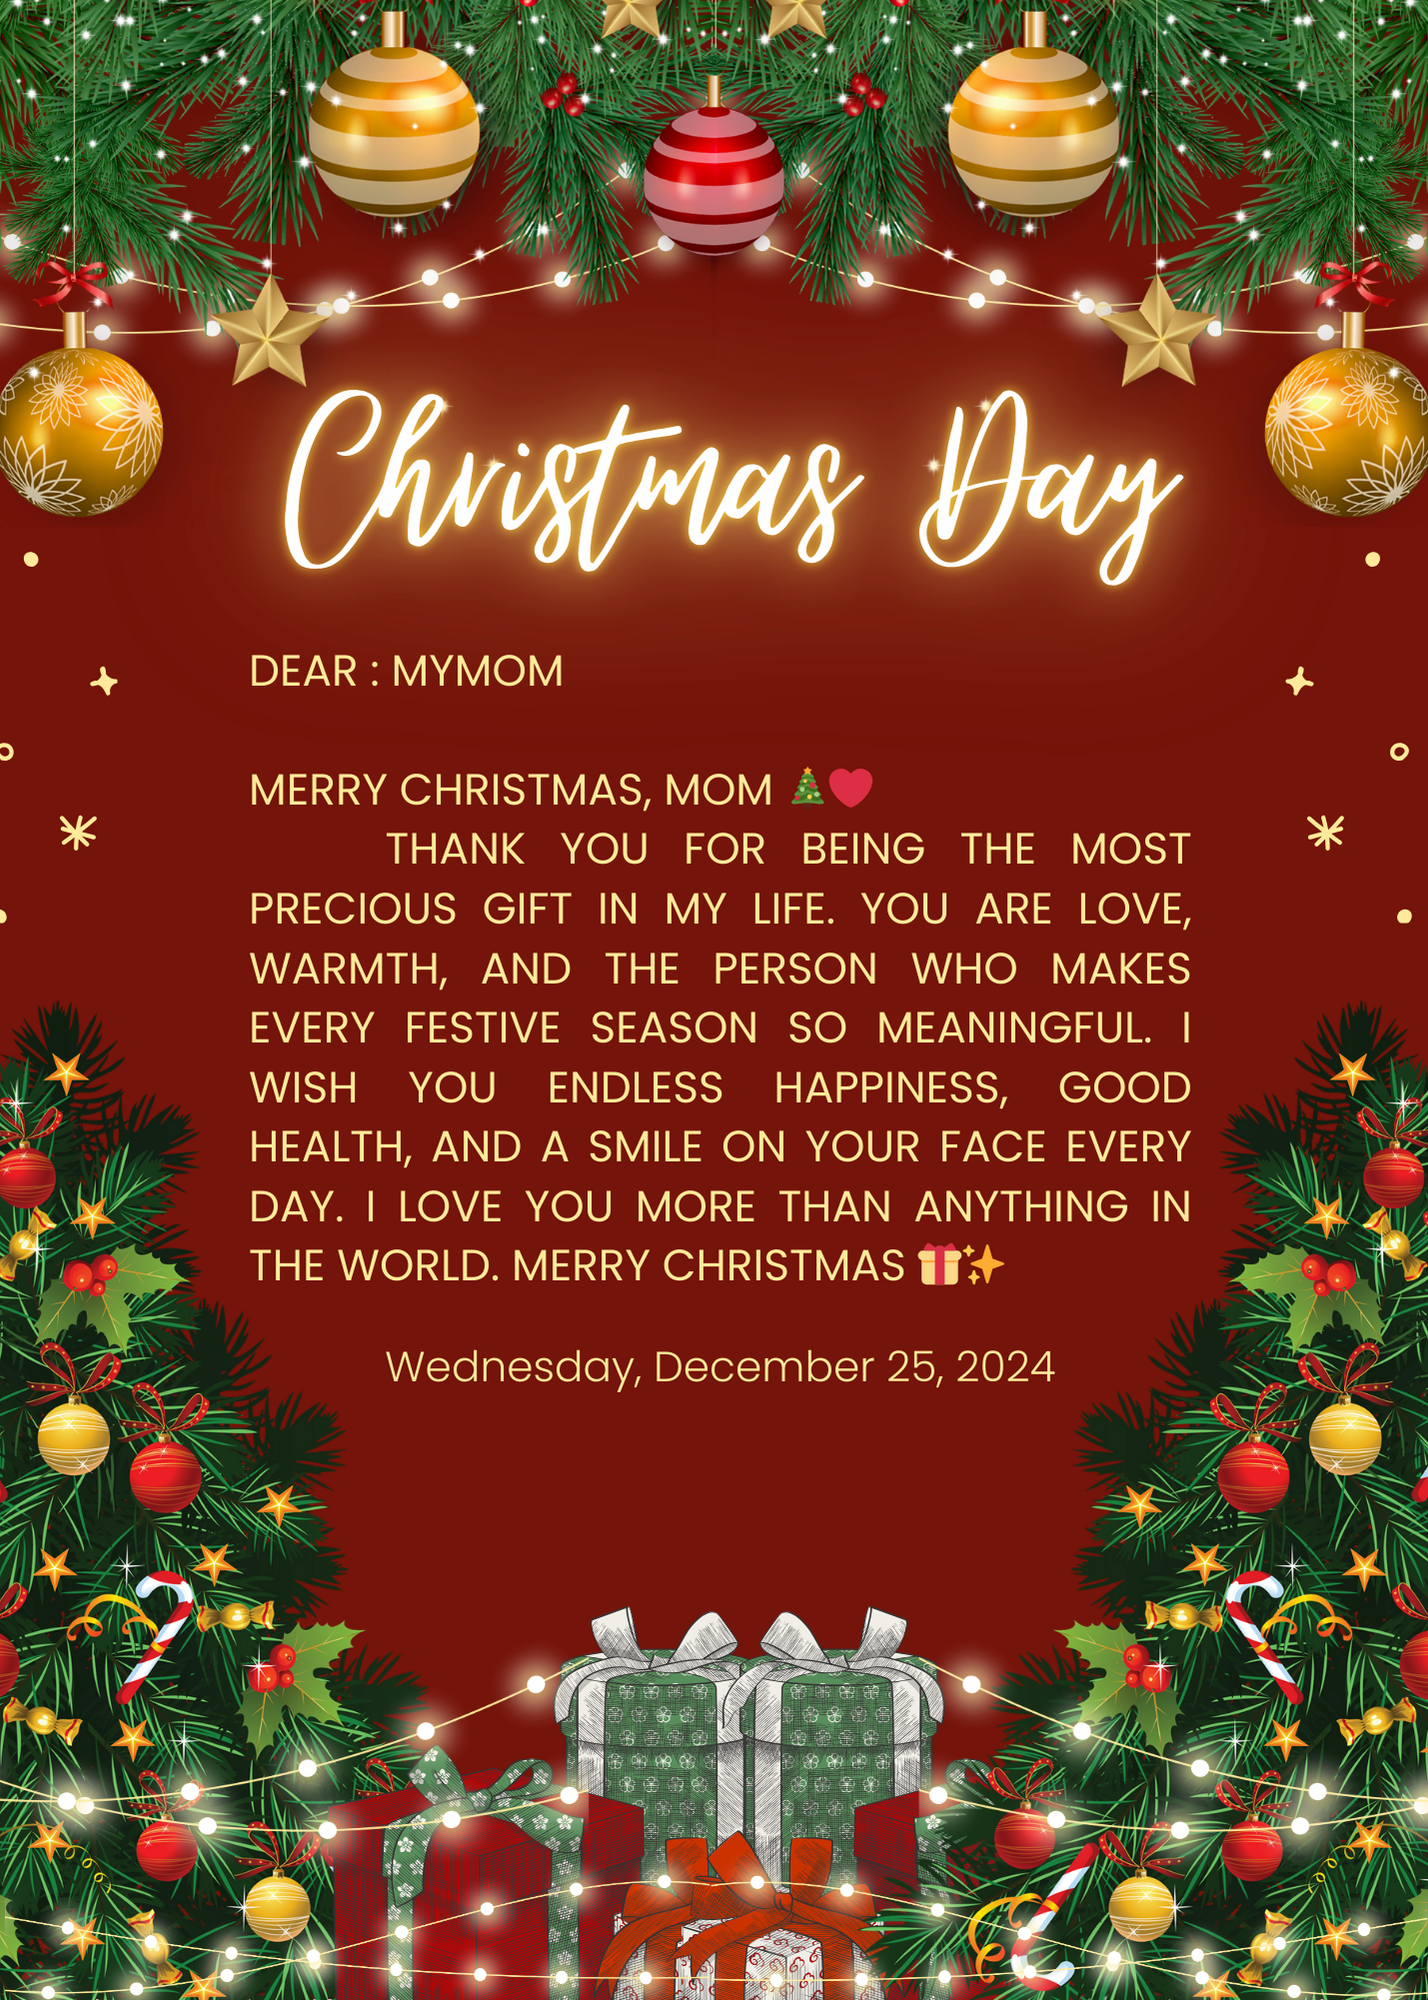 Christmas Day
DEAR : MYMOM
MERRY CHRISTMAS, MOM 🎄❤️
THANK YOU FOR BEING THE MOST
PRECIOUS GIFT IN MY LIFE. YOU ARE LOVE,
WARMTH, AND THE PERSON WHO MAKES
EVERY FESTIVE SEASON SO MEANINGFUL. I
WISH YOU ENDLESS HAPPINESS, GOOD
HEALTH, AND A SMILE ON YOUR FACE EVERY
DAY. I LOVE YOU MORE THAN ANYTHING IN
THE WORLD. MERRY CHRISTMAS 🎁✨
Wednesday, December 25, 2024